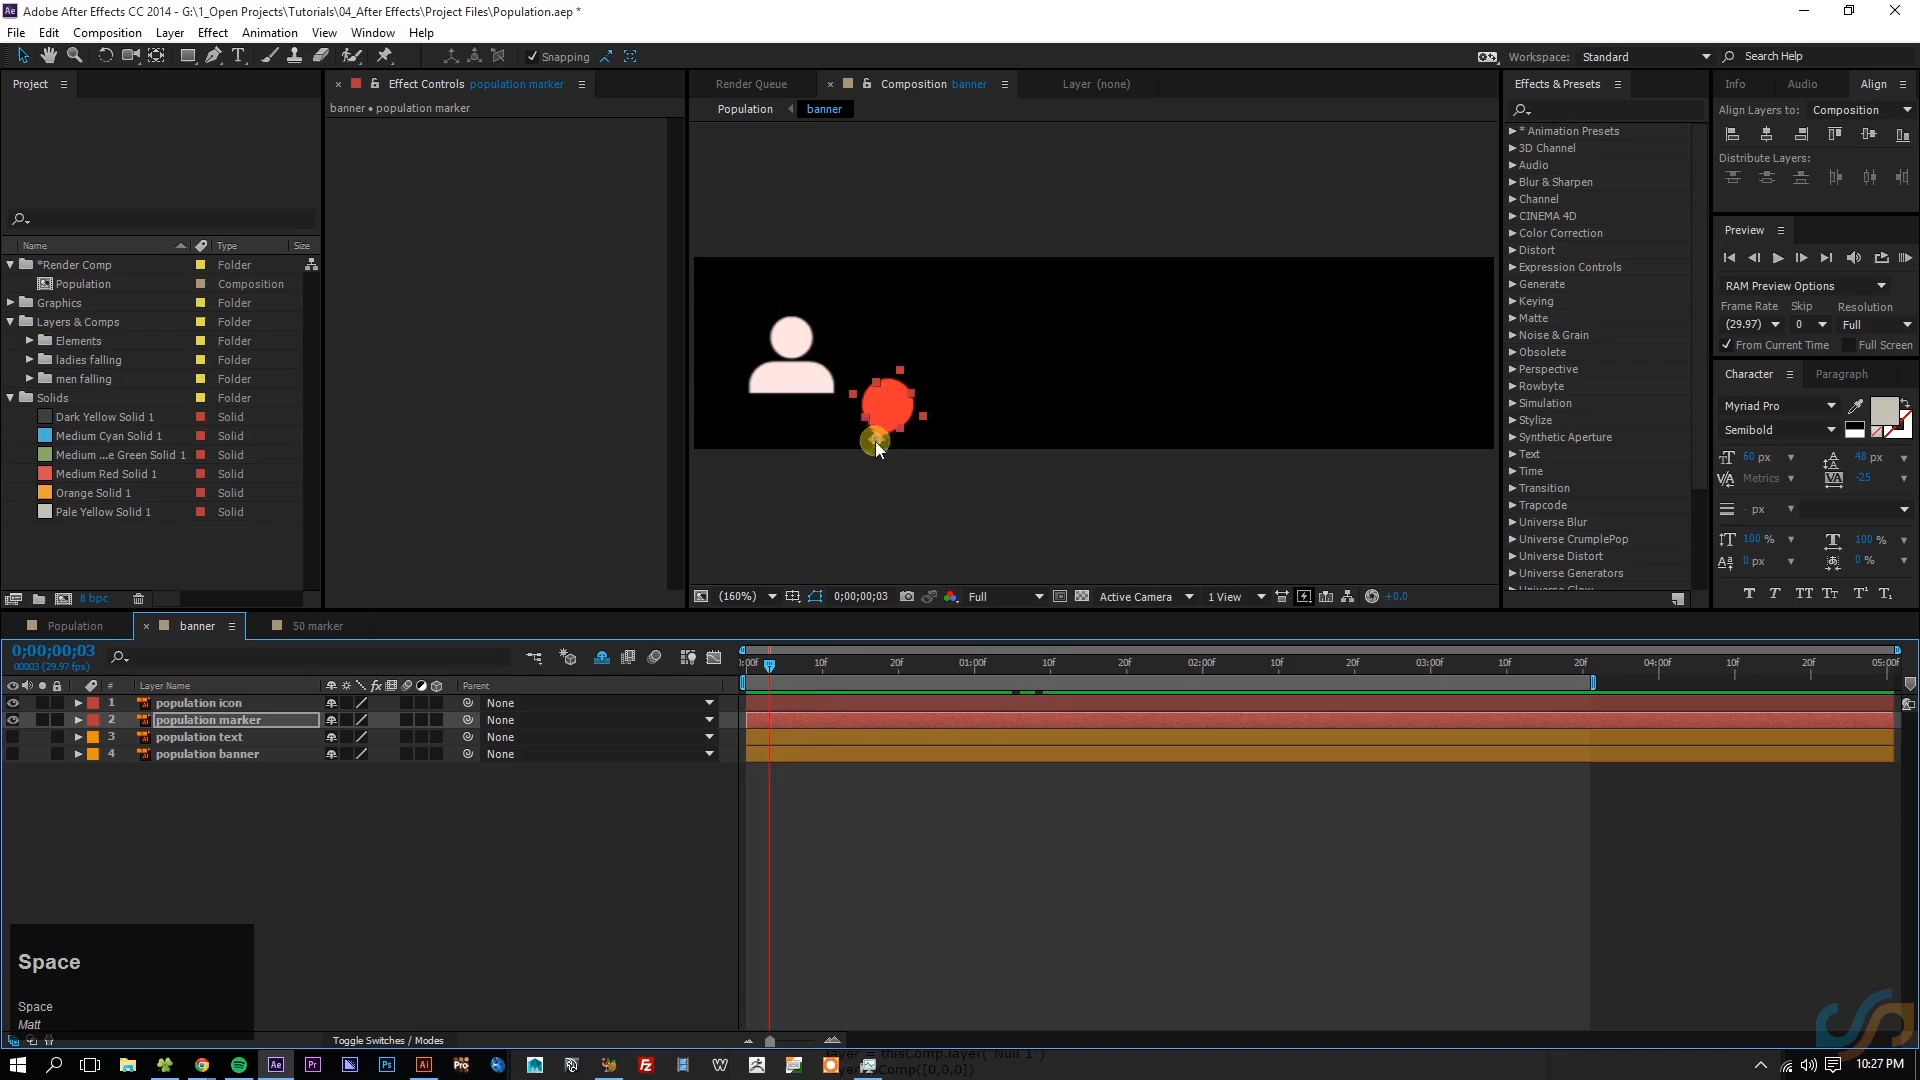 Adobe After Effects CC 2014 - G:\1_Open Projects\Tutorials\04_After Effects\Project Files\Population.aep *
File Edit Composition Layer Effect Animation View Window Help
Snapping
Workspace: Standard
Search Help
Project
Name Type Size
*Render Comp Folder
Population Composition
Graphics Folder
Layers & Comps Folder
Elements Folder
ladies falling Folder
men falling Folder
Solids Folder
Dark Yellow Solid 1 Solid
Medium Cyan Solid 1 Solid
Medium ...e Green Solid 1 Solid
Medium Red Solid 1 Solid
Orange Solid 1 Solid
Pale Yellow Solid 1 Solid
8 bpc
Effect Controls population marker
banner • population marker
Render Queue
Composition banner
Layer (none)
Population banner
(160%) 0;00;00;03 Full Active Camera 1 View +0.0
Effects & Presets
* Animation Presets
3D Channel
Audio
Blur & Sharpen
Channel
CINEMA 4D
Color Correction
Distort
Expression Controls
Generate
Keying
Matte
Noise & Grain
Obsolete
Perspective
Rowbyte
Simulation
Stylize
Synthetic Aperture
Text
Time
Transition
Trapcode
Universe Blur
Universe CrumplePop
Universe Distort
Universe Generators
Universe Glow
Info Audio Align
Align Layers to: Composition
Distribute Layers:
Preview
RAM Preview Options
Frame Rate Skip Resolution
(29.97) 0 Full
From Current Time Full Screen
Character Paragraph
Myriad Pro
Semibold
60 px 48 px
Metrics -25
- px
100 % 100 %
0 px 0 %
T T TT Tt T¹ T₁
Population banner 50 marker
0;00;00;03
00003 (29.97 fps)
:00f 10f 20f 01:00f 10f 20f 02:00f 10f 20f 03:00f 10f 20f 04:00f 10f 20f 05:00f
# Layer Name Parent
1 population icon None
2 population marker None
3 population text None
4 population banner None
Space
Space
Matt
Toggle Switches / Modes
layer = thisComp.layer("Null 1")
Comp([0,0,0])
10:27 PM